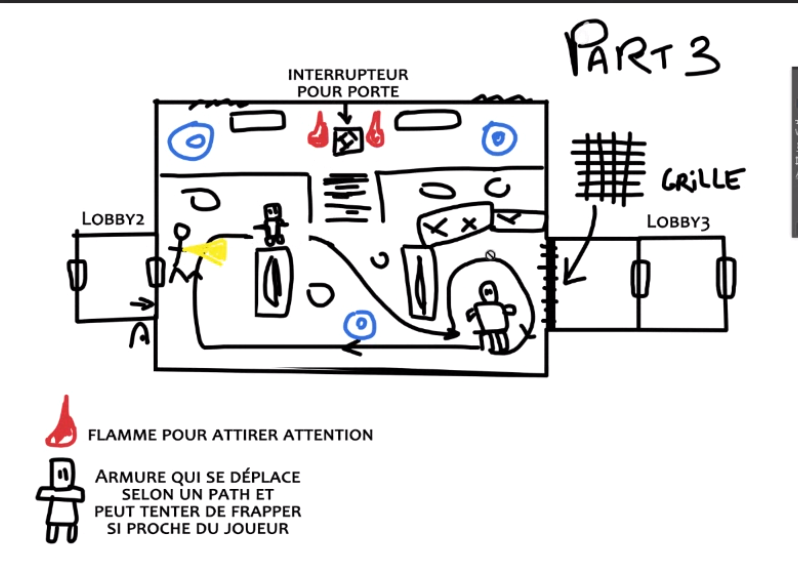 PART 3
INTERRUPTEUR
POUR PORTE
GRILLE
LOBBY2
LOBBY3
A
FLAMME POUR ATTIRER ATTENTION
ARMURE QUI SE DÉPLACE
SELON UN PATH ET
PEUT TENTER DE FRAPPER
SI PROCHE DU JOUEUR